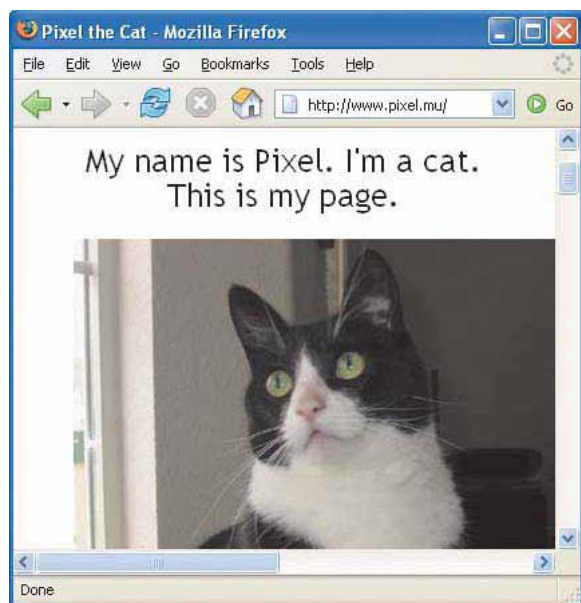 Pixel the Cat - Mozilla Firefox
File Edit View Go Bookmarks Tools Help
http://www.pixel.mu/ Go
My name is Pixel. I'm a cat.
This is my page.
Done